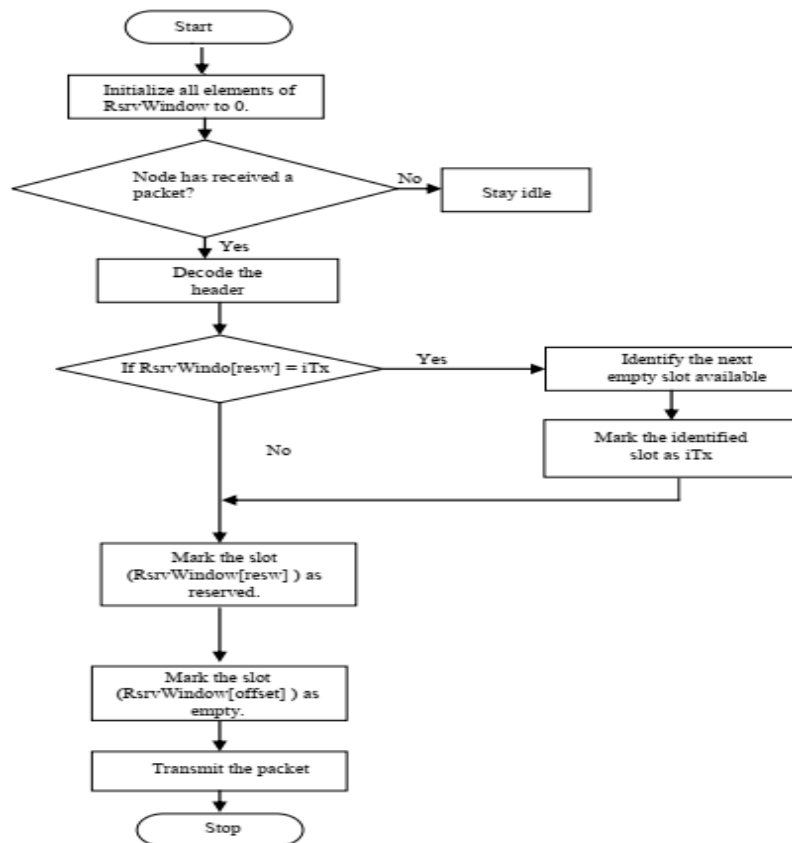 Start
Initialize all elements of
RsrvWindow to 0.
Node has received a
packet?
No
Stay idle
Yes
Decode the
header
If RsrvWindo[resw] = iTx
Yes
Identify the next
empty slot available
Mark the identified
slot as iTx
No
Mark the slot
(RsrvWindow[resw] ) as
reserved.
Mark the slot
(RsrvWindow[offset] ) as
empty.
Transmit the packet
Stop